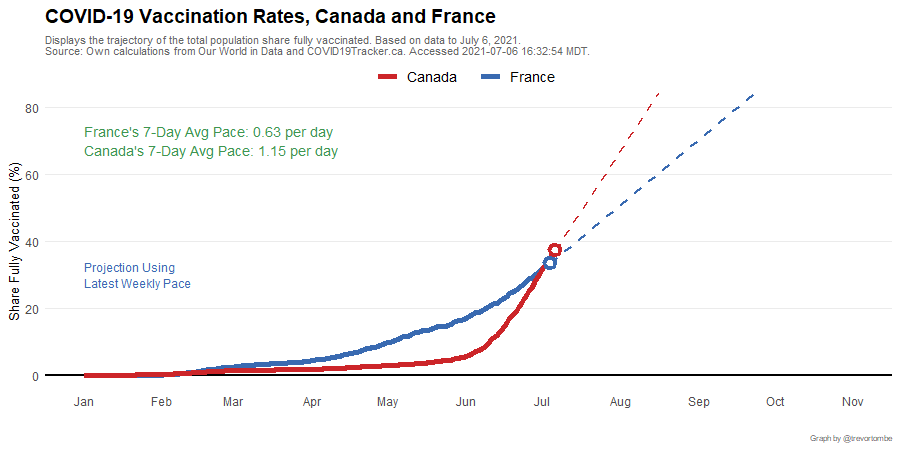 COVID-19 Vaccination Rates, Canada and France
Displays the trajectory of the total population share fully vaccinated. Based on data to July 6, 2021.
Source: Own calculations from Our World in Data and COVID19Tracker.ca. Accessed 2021-07-06 16:32:54 MDT.
Canada France
80
France's 7-Day Avg Pace: 0.63 per day
Canada's 7-Day Avg Pace: 1.15 per day
60
Share Fully Vaccinated (%)
40
Projection Using
Latest Weekly Pace
20
0
Jan Feb Mar Apr May Jun Jul Aug Sep Oct Nov
Graph by @trevortombe